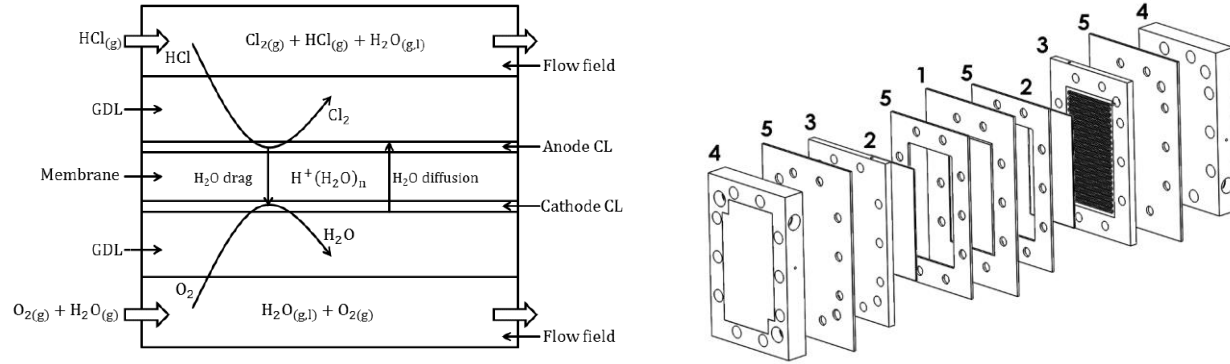 HCl(g)
HCl
Cl₂(g) + HCl(g) + H₂O(g,l)
Flow field
GDL
Cl₂
Anode CL
Membrane
H₂O drag
H⁺(H₂O)ₙ
H₂O diffusion
Cathode CL
GDL
H₂O
O₂
O₂(g) + H₂O(g)
H₂O(g,l) + O₂(g)
Flow field
4
5
3
2
5
1
5
2
3
5
4